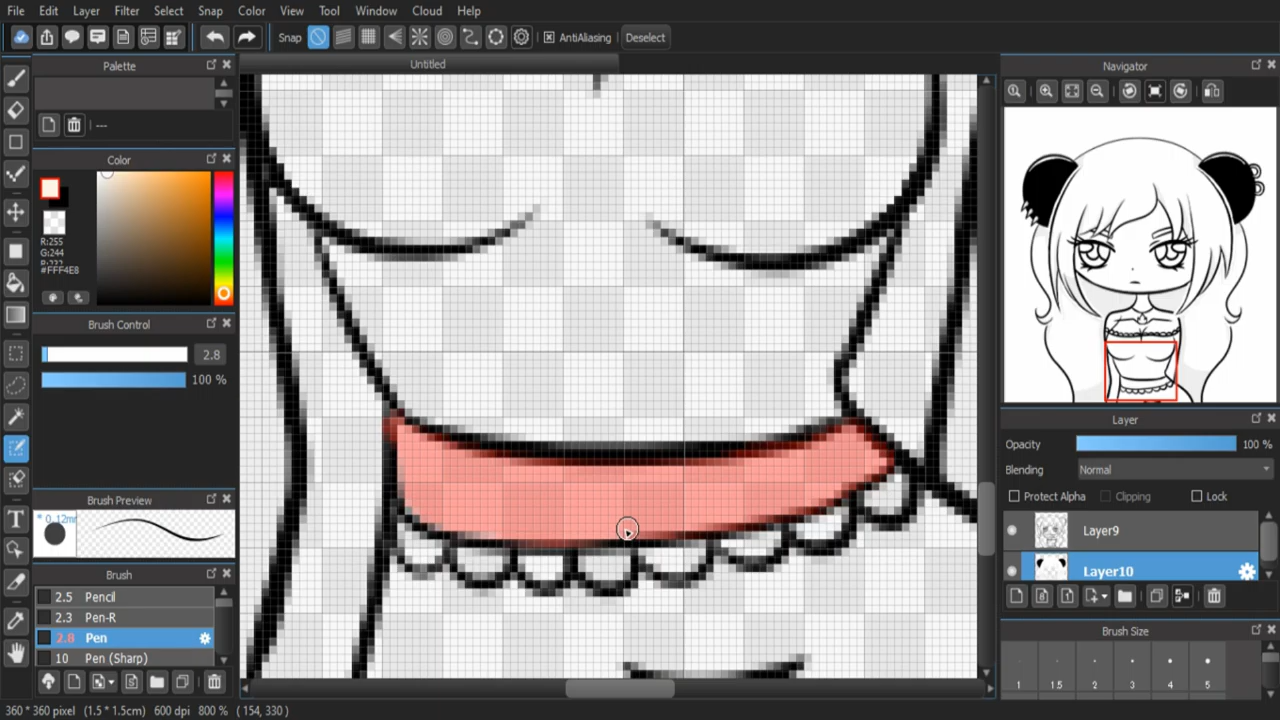 File Edit Layer Filter Select Snap Color View Tool Window Cloud Help
Snap AntiAliasing Deselect
Palette
---
Color
R:255
G:244
B:232
#FFF4E8
Brush Control
2.8
100 %
Brush Preview
* 0.12mm
Brush
2.5 Pencil
2.3 Pen-R
2.8 Pen
10 Pen (Sharp)
Untitled
Navigator
Layer
Opacity 100 %
Blending Normal
Protect Alpha Clipping Lock
Layer9
Layer10
Brush Size
1 1.5 2 3 4 5
360 * 360 pixel (1.5 * 1.5cm) 600 dpi 800 % ( 154, 330 )